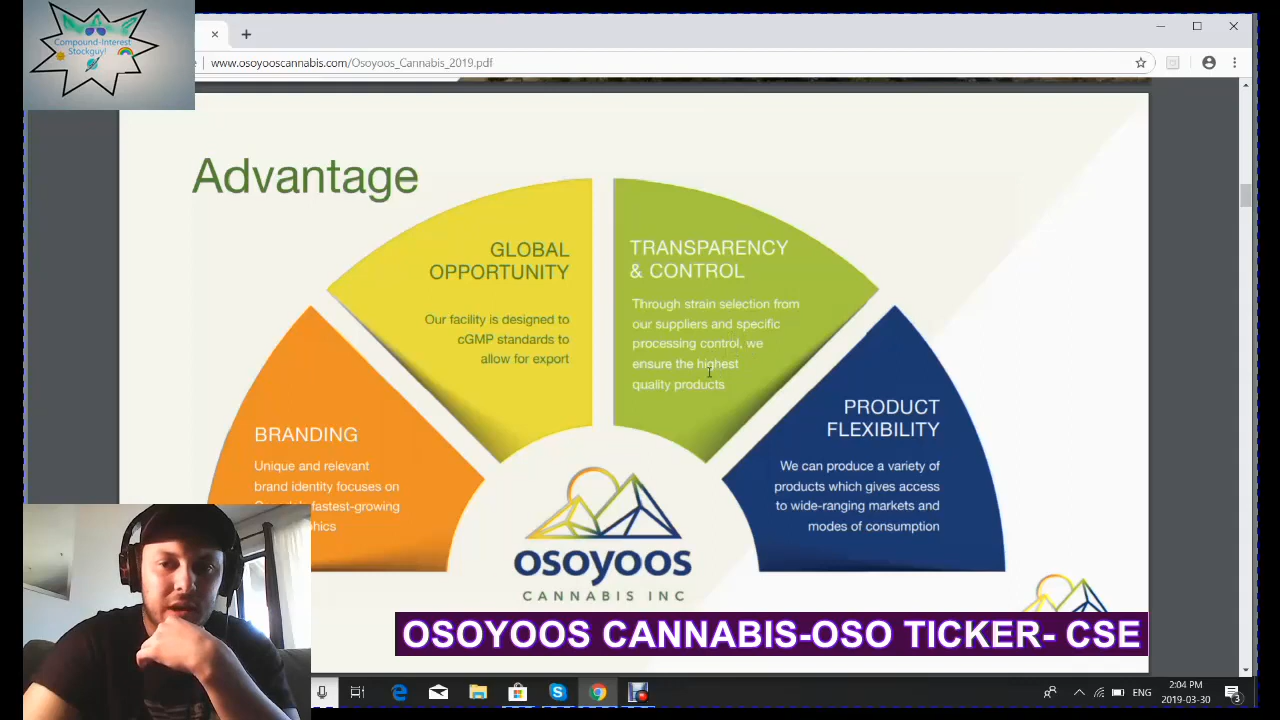 Compound-Interest
Stockguy!
www.osoyooscannabis.com/Osoyoos_Cannabis_2019.pdf
Advantage
GLOBAL
OPPORTUNITY
Our facility is designed to
cGMP standards to
allow for export
TRANSPARENCY
& CONTROL
Through strain selection from
our suppliers and specific
processing control, we
ensure the highest
quality products
BRANDING
Unique and relevant
brand identity focuses on
fastest-growing
PRODUCT
FLEXIBILITY
We can produce a variety of
products which gives access
to wide-ranging markets and
modes of consumption
OSOYOOS
CANNABIS INC
OSOYOOS CANNABIS-OSO TICKER- CSE
ENG
2:04 PM
2019-03-30
3